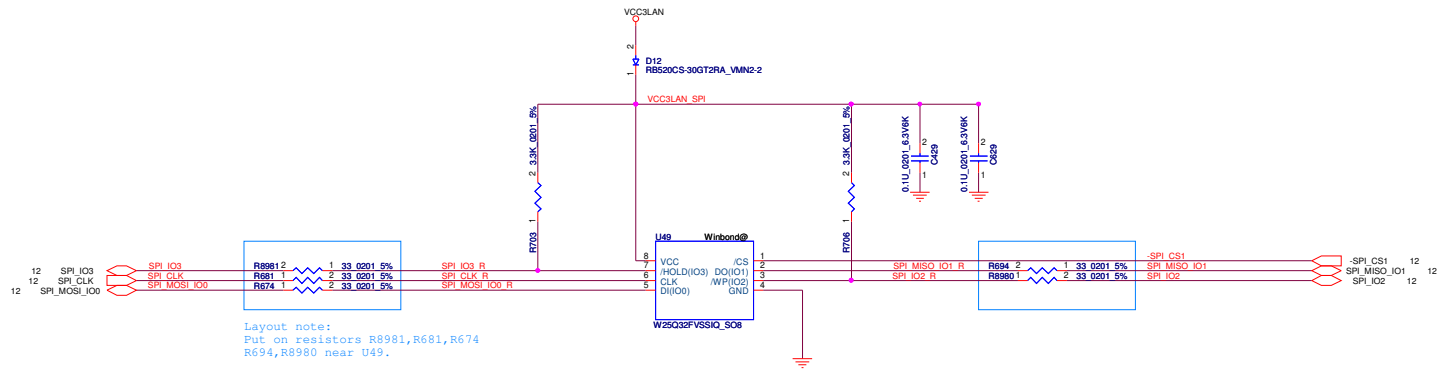 VCC3LAN
2
D12
RB520CS-30GT2RA_VMN2-2
1
VCC3LAN_SPI
3.3K_0201_5%
2
1
R703
3.3K_0201_5%
2
1
R706
0.1U_0201_6.3V6K
2
C429
1
0.1U_0201_6.3V6K
2
C629
1
U49 Winbond@
8 VCC /CS 1
7 /HOLD(IO3) DO(IO1) 2
6 CLK /WP(IO2) 3
5 DI(IO0) GND 4
W25Q32FVSSIQ_SO8
12 SPI_IO3 SPI_IO3 R8981 2 1 33_0201_5% SPI_IO3_R
12 SPI_CLK SPI_CLK R681 1 2 33_0201_5% SPI_CLK_R
12 SPI_MOSI_IO0 SPI_MOSI_IO0 R674 1 2 33_0201_5% SPI_MOSI_IO0_R
-SPI_CS1 -SPI_CS1 12
SPI_MISO_IO1_R R694 2 1 33_0201_5% SPI_MISO_IO1 SPI_MISO_IO1 12
SPI_IO2_R R8980 1 2 33_0201_5% SPI_IO2 SPI_IO2 12
Layout note:
Put on resistors R8981,R681,R674
R694,R8980 near U49.